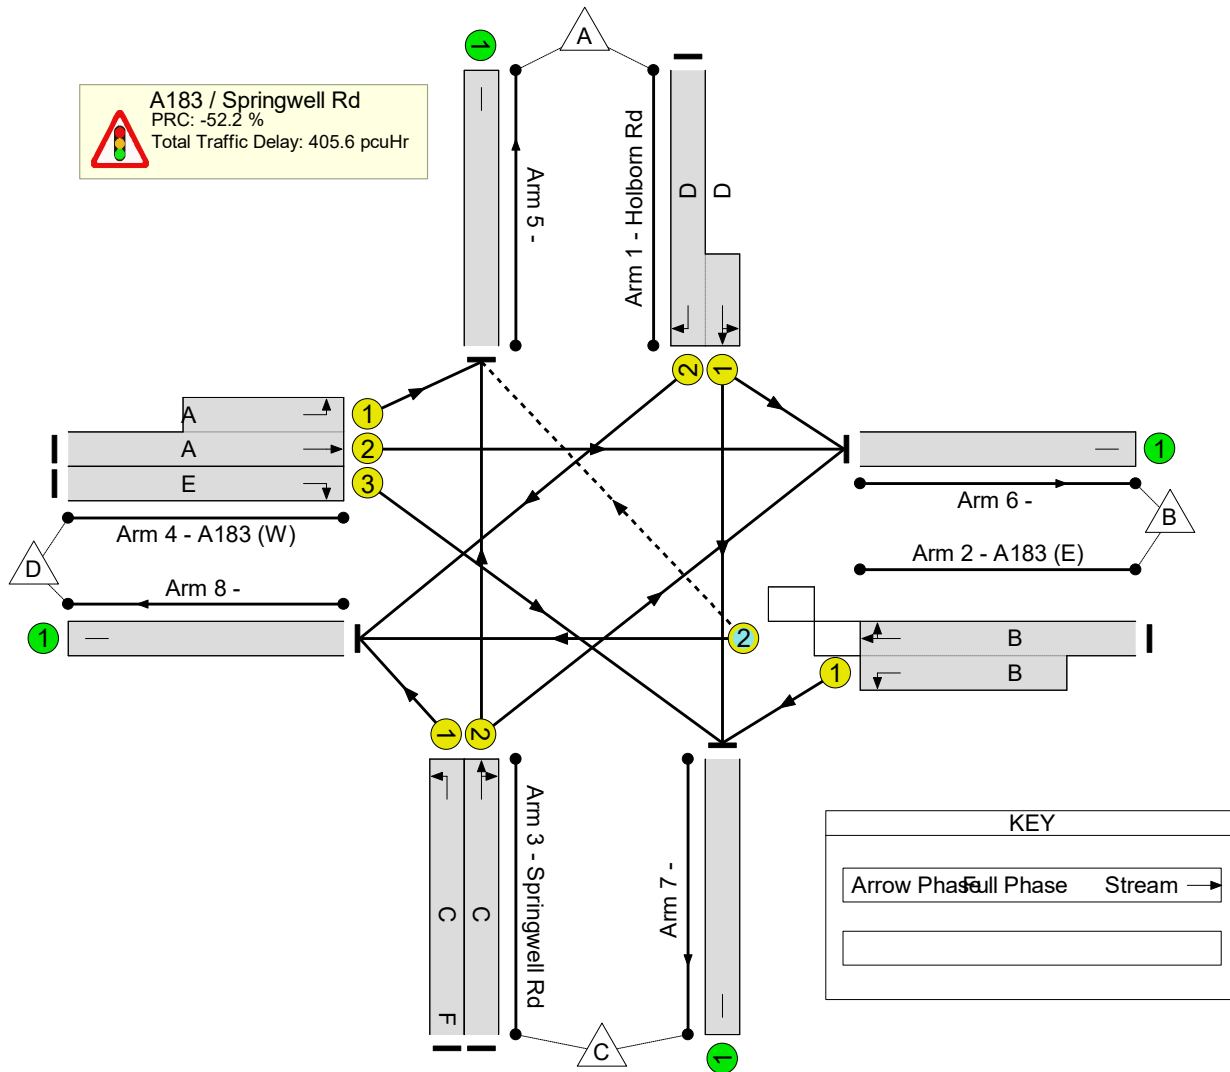 1
A
A183 / Springwell Rd
PRC: -52.2 %
Total Traffic Delay: 405.6 pcuHr
Arm 5 -
Arm 1 - Holborn Rd
D
D
2
1
A
1
A
2
E
3
Arm 4 - A183 (W)
D
Arm 8 -
1
1
Arm 6 -
B
Arm 2 - A183 (E)
2
B
1
B
1
2
C
C
F
Arm 3 - Springwell Rd
Arm 7 -
C
1
KEY
Arrow Phase Full Phase Stream